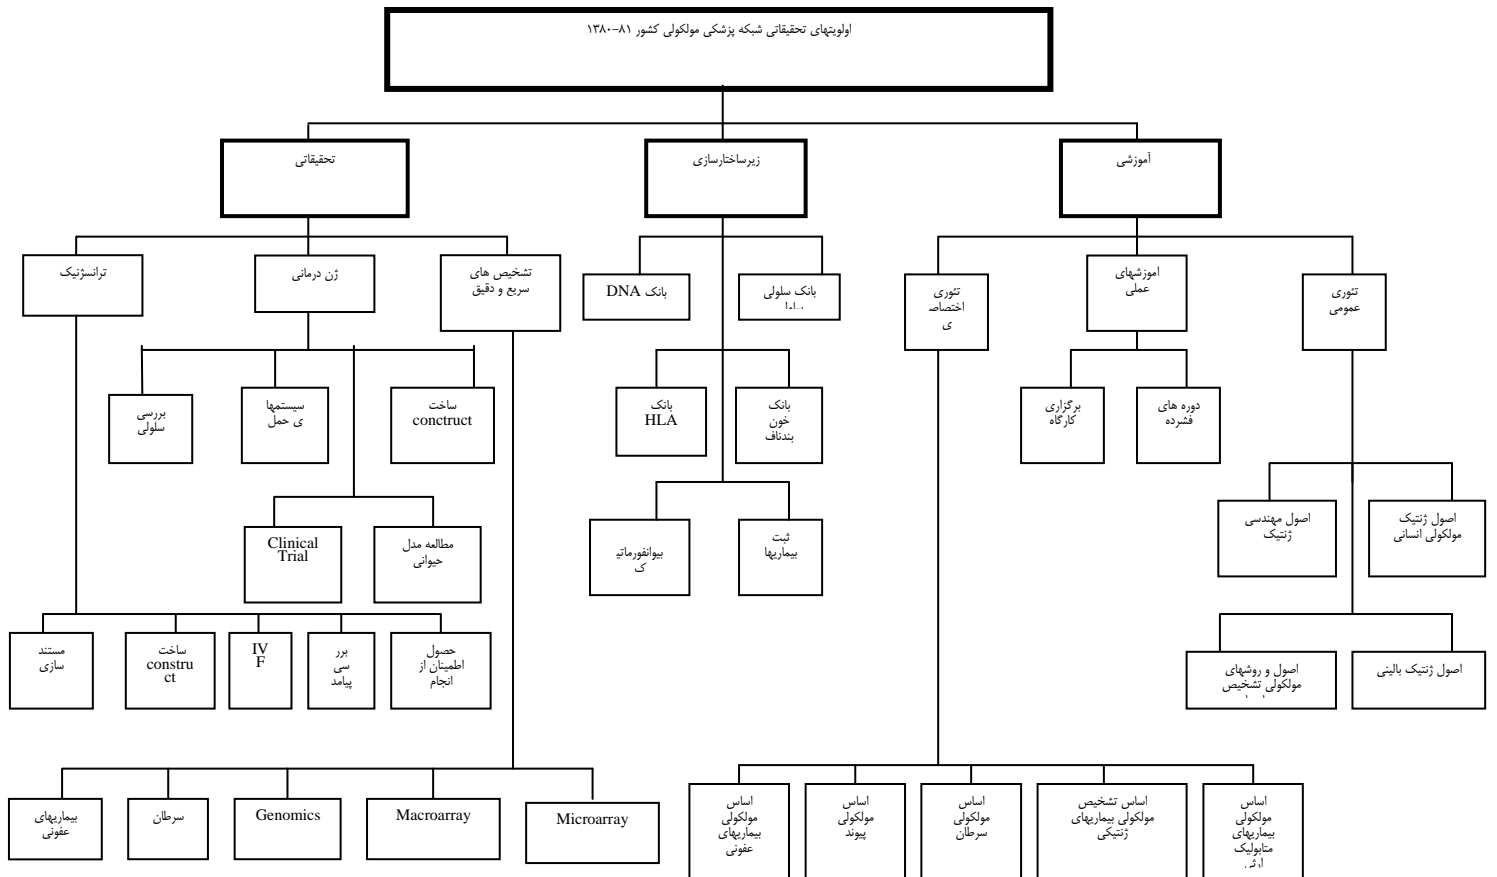 اولویتهای تحقیقاتی شبکه پزشکی مولکولی کشور ۸۱-۱۳۸۰
آموزشی
زیرساختارسازی
تحقیقاتی
تئوری
عمومی
اموزشهای
عملی
تئوری
اختصاص
ی
بانک سلولی
بانک DNA
تشخیص های
سریع و دقیق
ژن درمانی
ترانسژنیک
دوره های
فشرده
برگزاری
کارگاه
بانک
خون
بندناف
بانک
HLA
ساخت
conctruct
سیستمها
ی حمل
بررسی
سلولی
اصول ژنتیک
مولکولی انسانی
اصول مهندسی
ژنتیک
ثبت
بیماریها
بیوانفورماتی
ک
مطالعه مدل
حیوانی
Clinical
Trial
اصول ژنتیک بالینی
اصول و روشهای
مولکولی تشخیص
حصول
اطمینان از
انجام
برر
سی
پیامد
IV
F
ساخت
constru
ct
مستند
سازی
اساس
مولکولی
بیماریهای
متابولیک
ارثی
اساس تشخیص
مولکولی بیماریهای
ژنتیکی
اساس
مولکولی
سرطان
اساس
مولکولی
پیوند
اساس
مولکولی
بیماریهای
عفونی
Microarray
Macroarray
Genomics
سرطان
بیماریهای
عفونی